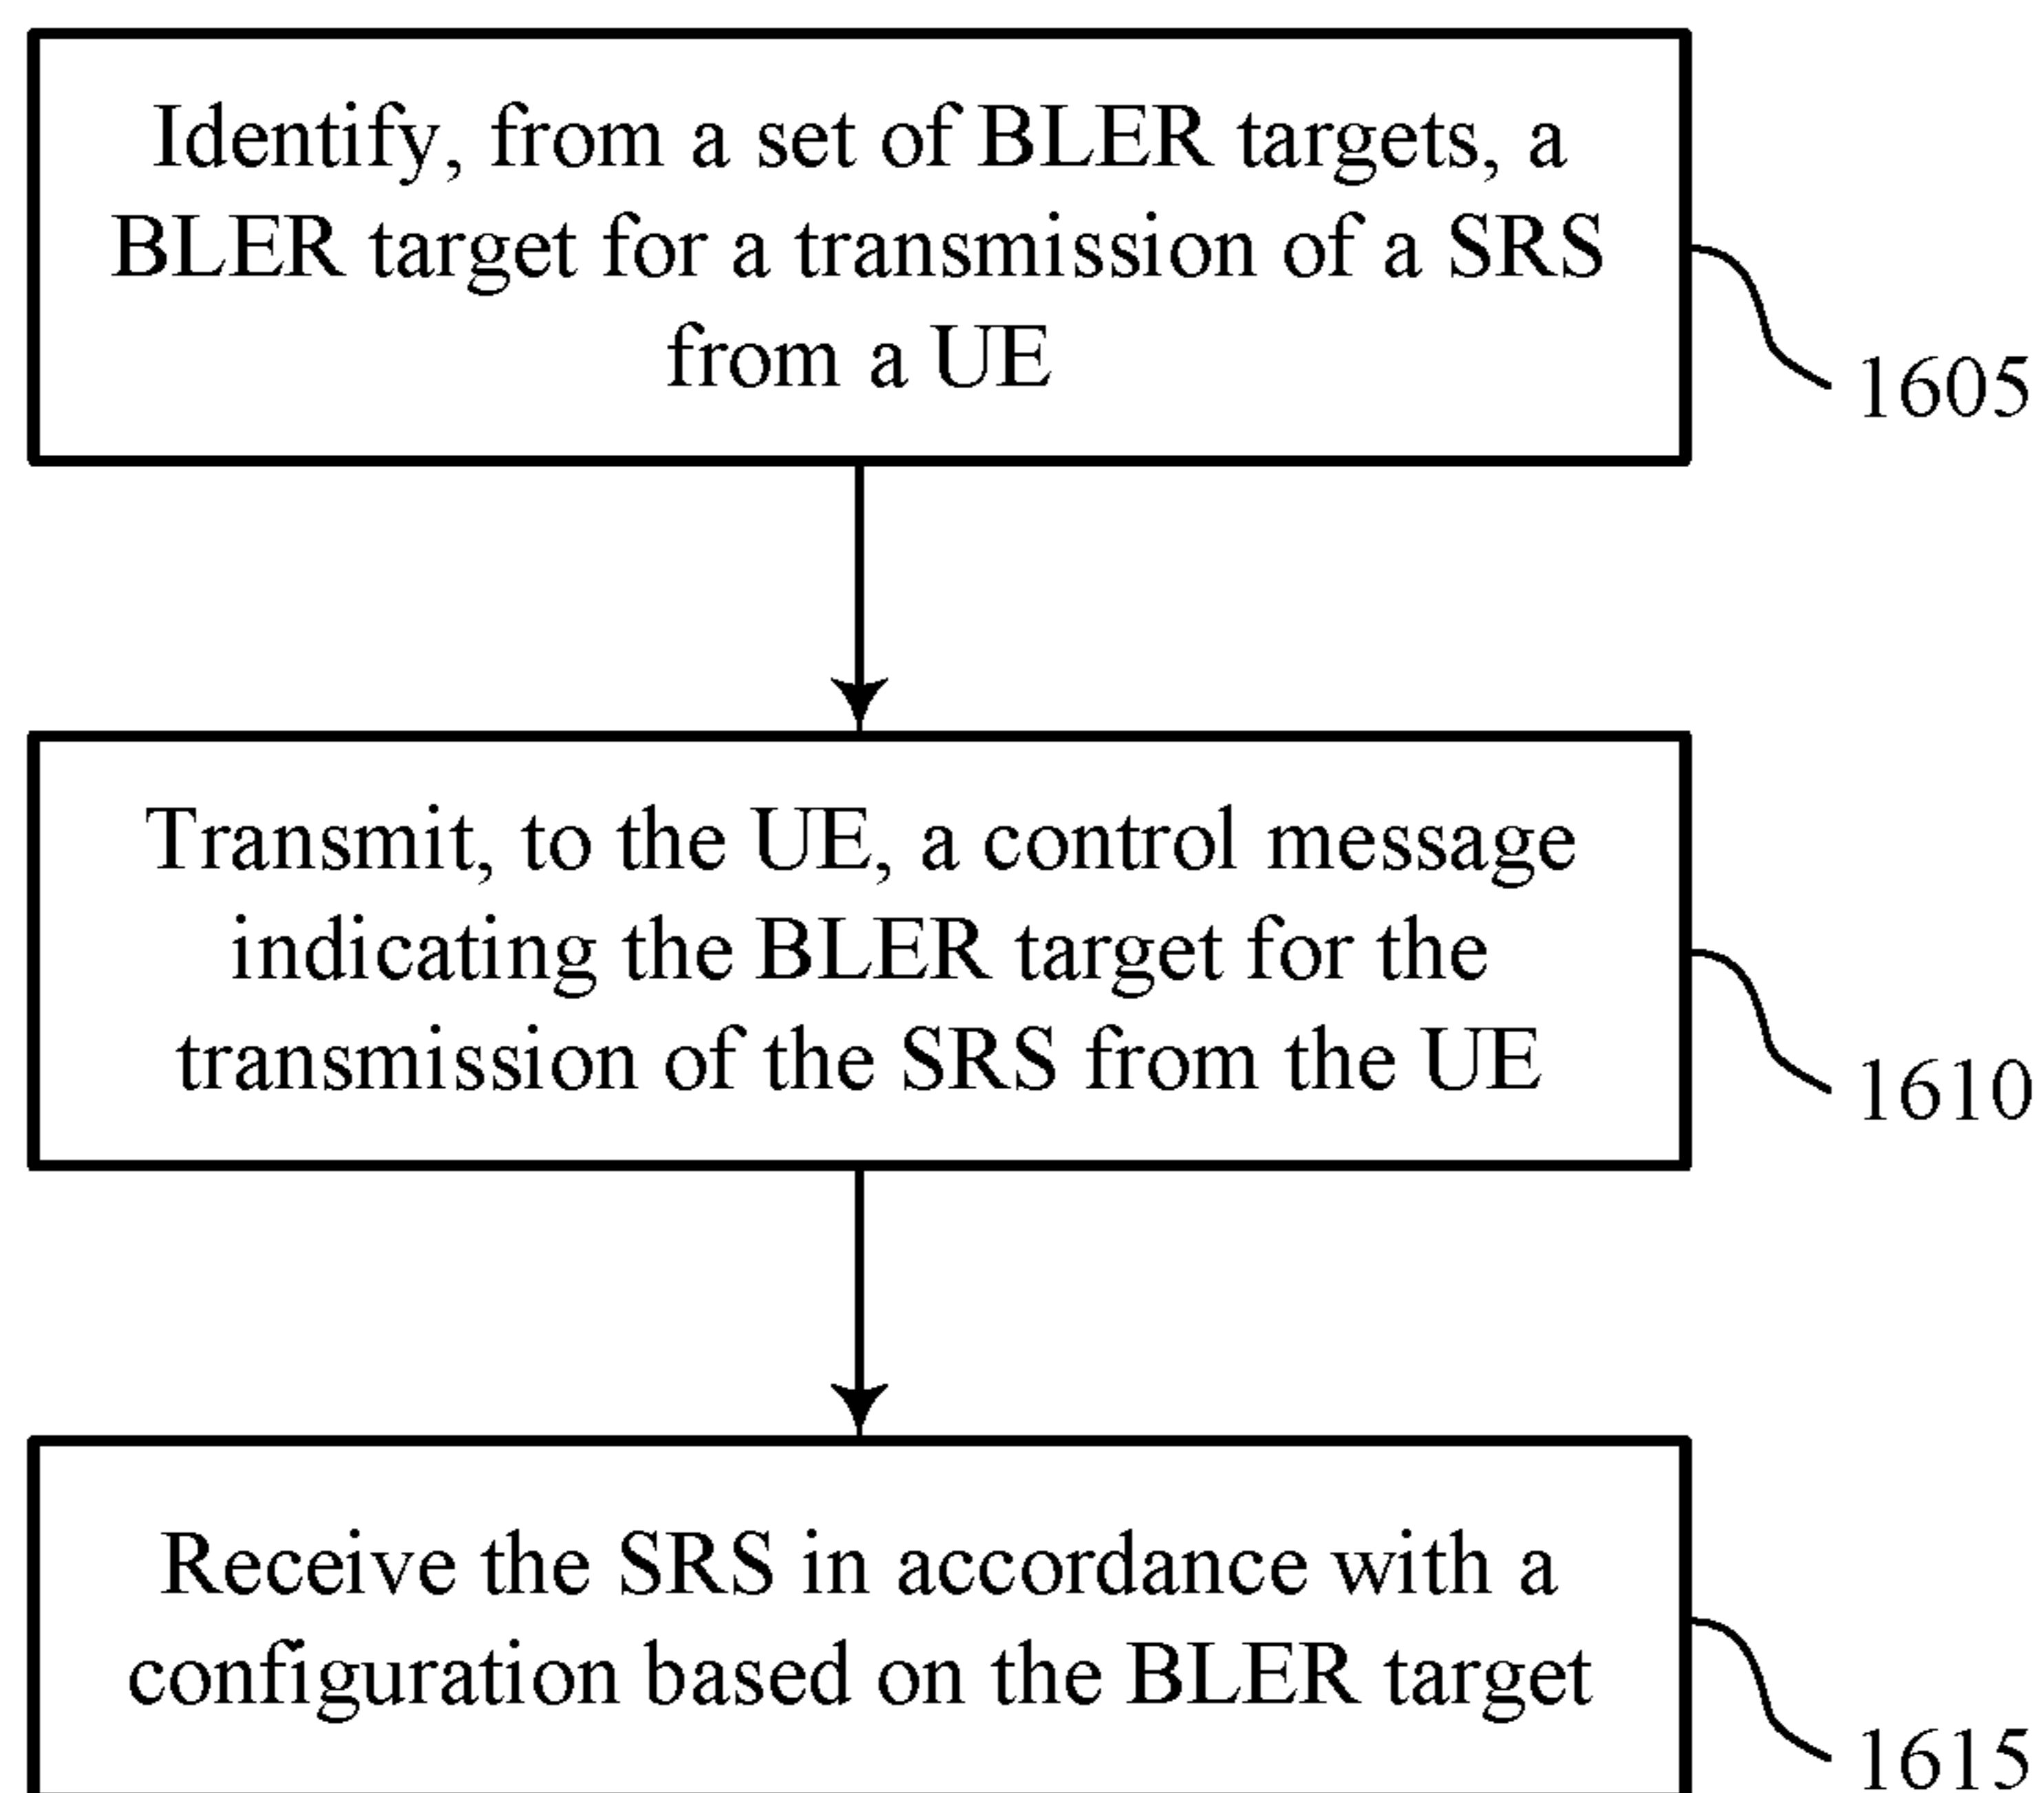 Identify, from a set of BLER targets, a
BLER target for a transmission of a SRS
from a UE
1605
Transmit, to the UE, a control message
indicating the BLER target for the
transmission of the SRS from the UE
1610
Receive the SRS in accordance with a
configuration based on the BLER target
1615